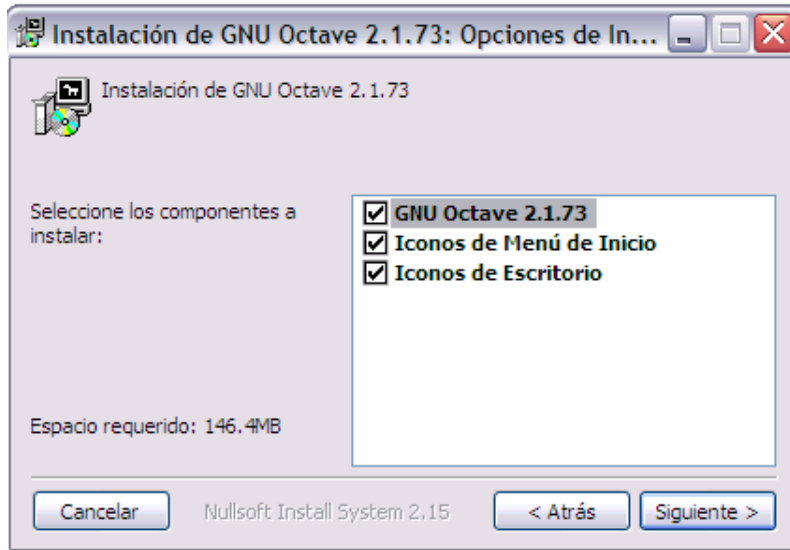 Instalación de GNU Octave 2.1.73: Opciones de In...
Instalación de GNU Octave 2.1.73
Seleccione los componentes a
instalar:
GNU Octave 2.1.73
Iconos de Menú de Inicio
Iconos de Escritorio
Espacio requerido: 146.4MB
Cancelar
Nullsoft Install System 2.15
< Atrás
Siguiente >